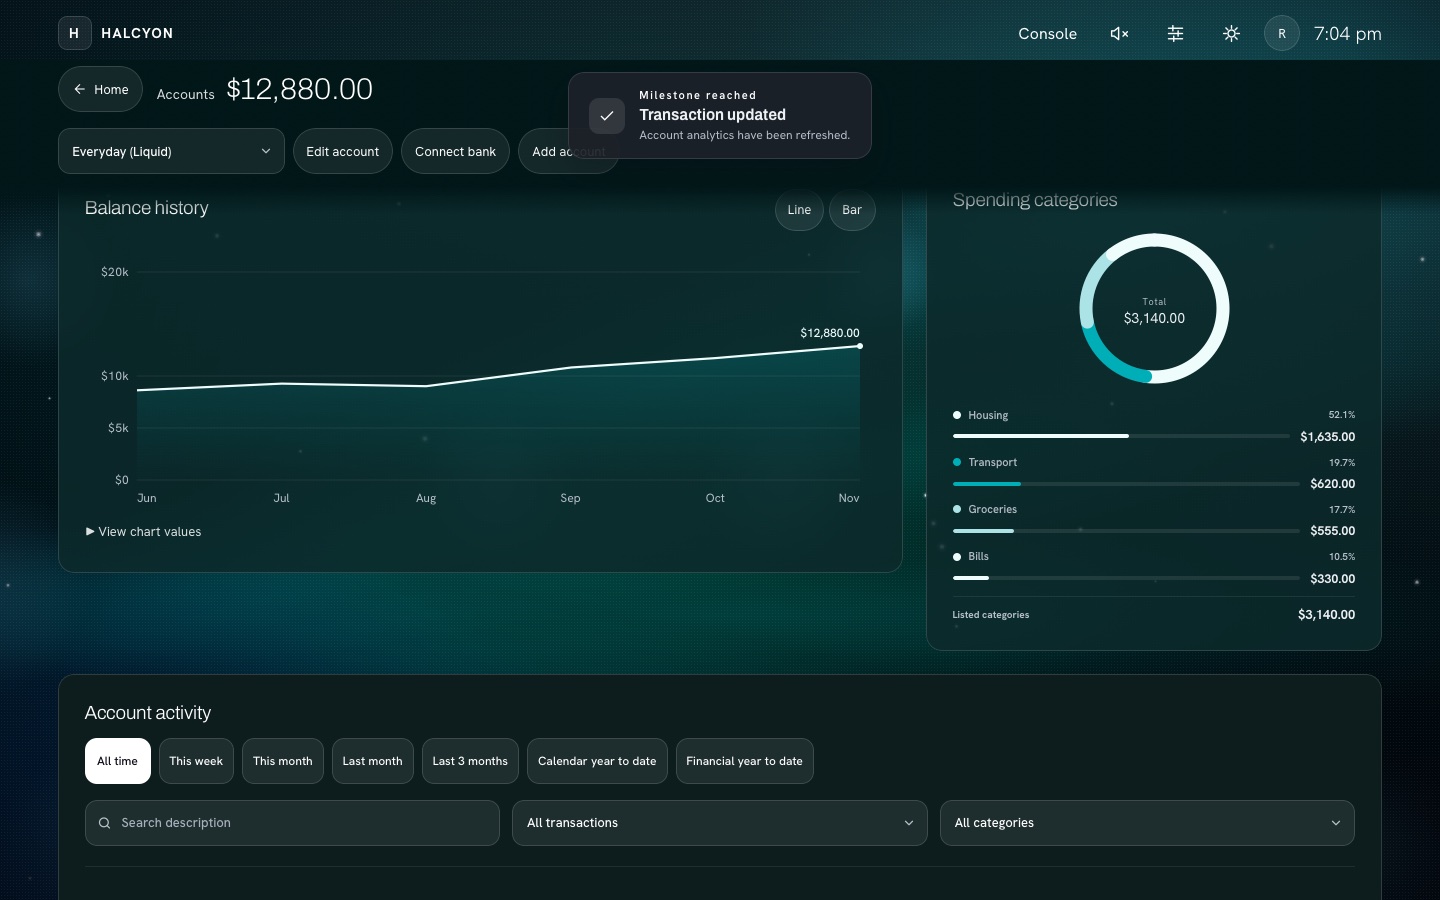 H HALCYON
Console
R
7:04 pm
Home
Accounts $12,880.00
Milestone reached
Transaction updated
Account analytics have been refreshed.
Everyday (Liquid)
Edit account
Connect bank
Add account
Balance history
Line
Bar
$20k
$12,880.00
$10k
$5k
$0
Jun
Jul
Aug
Sep
Oct
Nov
View chart values
Spending categories
Total
$3,140.00
Housing 52.1%
$1,635.00
Transport 19.7%
$620.00
Groceries 17.7%
$555.00
Bills 10.5%
$330.00
Listed categories $3,140.00
Account activity
All time
This week
This month
Last month
Last 3 months
Calendar year to date
Financial year to date
Search description
All transactions
All categories